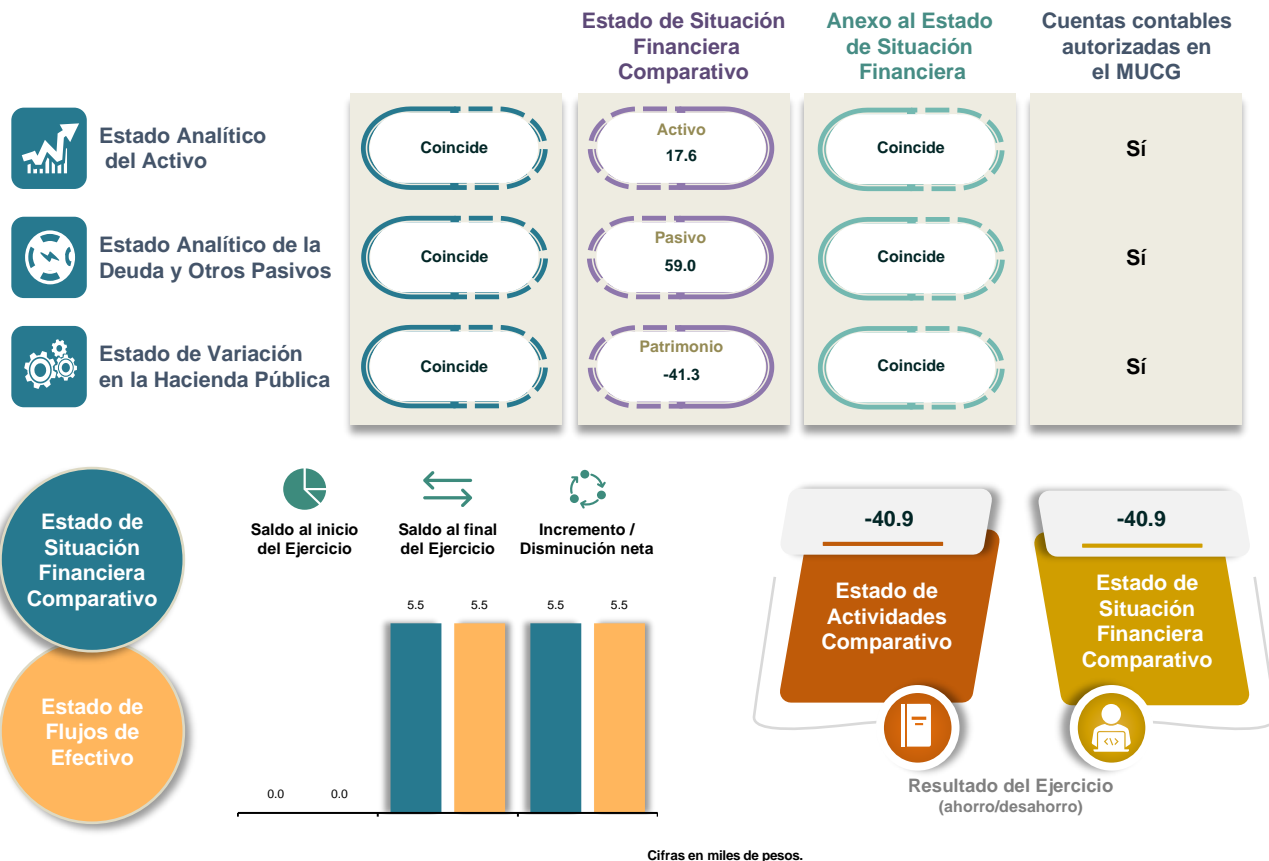 Estado de Situación
Financiera
Comparativo
Anexo al Estado
de Situación
Financiera
Cuentas contables
autorizadas en
el MUCG
Estado Analítico
del Activo
Coincide
Activo
17.6
Coincide
Sí
Estado Analítico de la
Deuda y Otros Pasivos
Coincide
Pasivo
59.0
Coincide
Sí
Estado de Variación
en la Hacienda Pública
Coincide
Patrimonio
-41.3
Coincide
Sí
Estado de
Situación
Financiera
Comparativo
Estado de
Flujos de
Efectivo
Saldo al inicio
del Ejercicio
Saldo al final
del Ejercicio
Incremento /
Disminución neta
0.0
0.0
5.5
5.5
5.5
5.5
-40.9
Estado de
Actividades
Comparativo
-40.9
Estado de
Situación
Financiera
Comparativo
Resultado del Ejercicio
(ahorro/desahorro)
Cifras en miles de pesos.